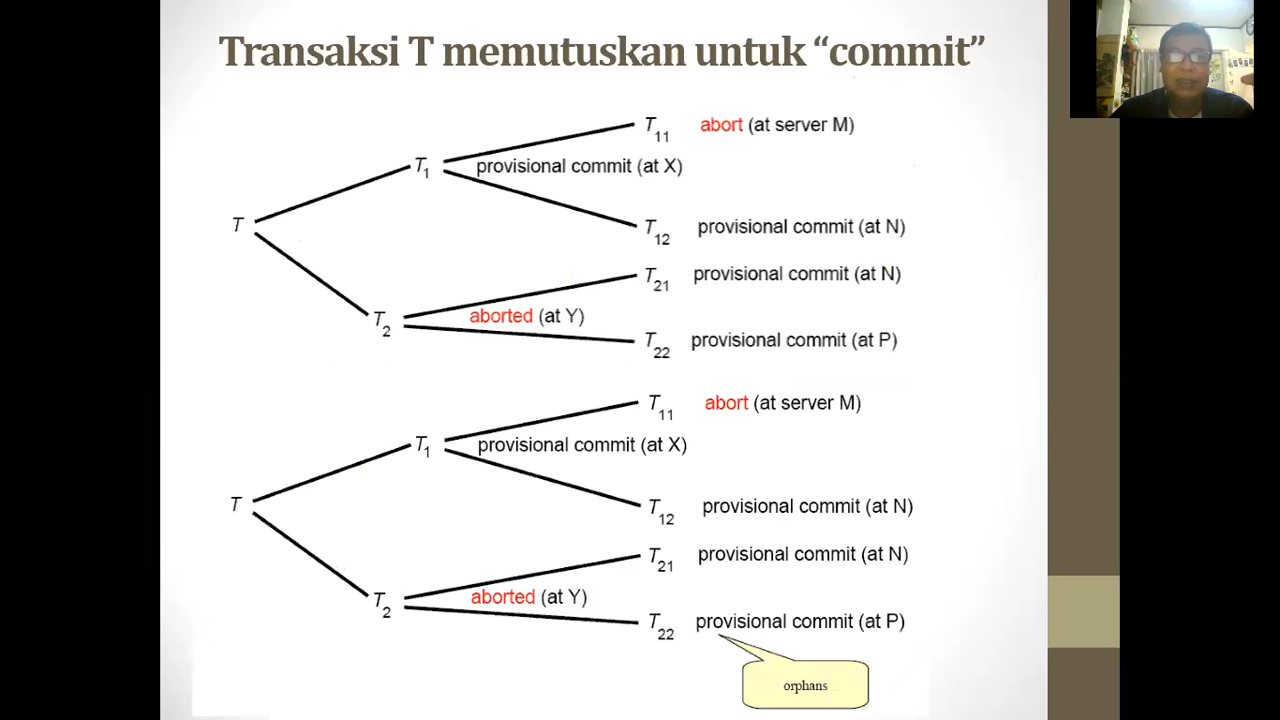 Transaksi T memutuskan untuk “commit”
T11 abort (at server M)
T1 provisional commit (at X)
T
T12 provisional commit (at N)
T21 provisional commit (at N)
T2 aborted (at Y)
T22 provisional commit (at P)
T11 abort (at server M)
T1 provisional commit (at X)
T
T12 provisional commit (at N)
T21 provisional commit (at N)
T2 aborted (at Y)
T22 provisional commit (at P)
orphans